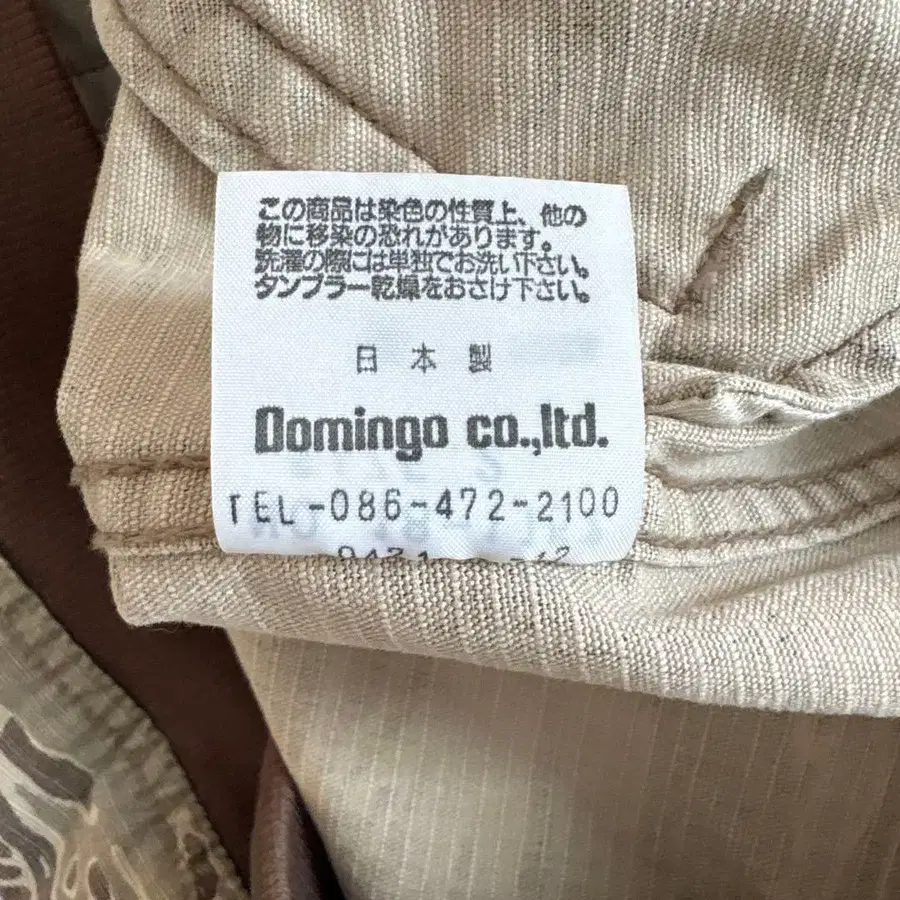 この商品は染色の性質上、他の
物に移染の恐れがあります。
洗濯の際には単独でお洗い下さい。
タンブラー乾燥をおさけ下さい。
日本製
Domingo co.,ltd.
TEL-086-472-2100